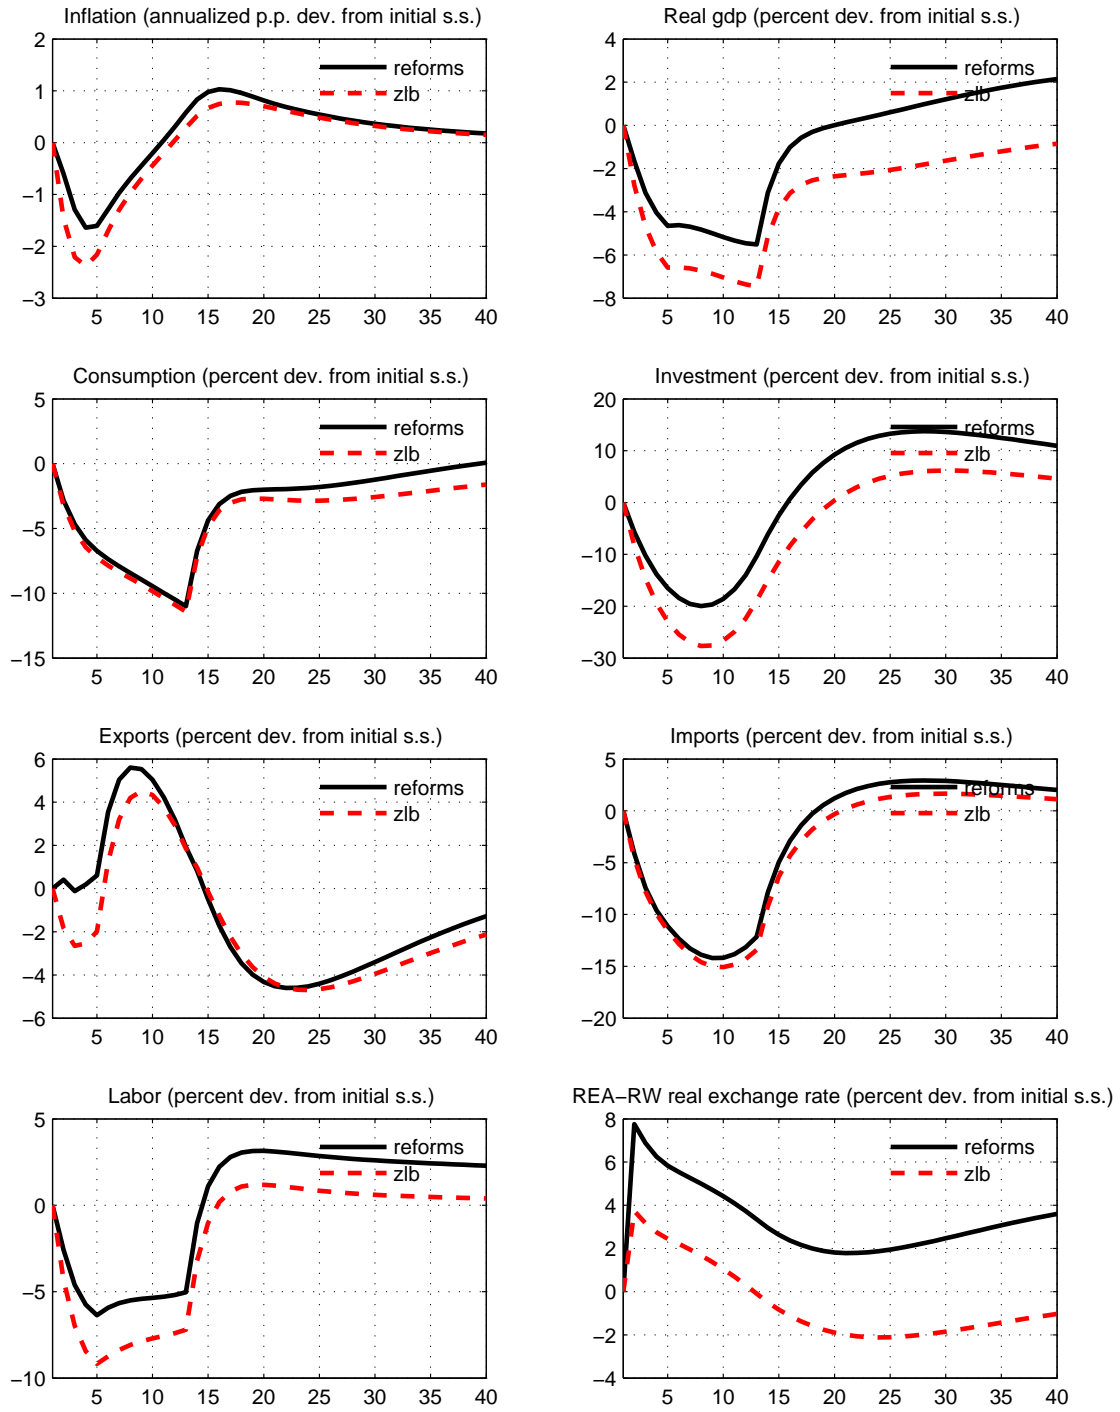 Inflation (annualized p.p. dev. from initial s.s.)
2
1
0
−1
−2
−3
reforms
zlb
5 10 15 20 25 30 35 40
Real gdp (percent dev. from initial s.s.)
4
2
0
−2
−4
−6
−8
reforms
zlb
5 10 15 20 25 30 35 40
Consumption (percent dev. from initial s.s.)
5
0
−5
−10
−15
reforms
zlb
5 10 15 20 25 30 35 40
Investment (percent dev. from initial s.s.)
20
10
0
−10
−20
−30
reforms
zlb
5 10 15 20 25 30 35 40
Exports (percent dev. from initial s.s.)
6
4
2
0
−2
−4
−6
reforms
zlb
5 10 15 20 25 30 35 40
Imports (percent dev. from initial s.s.)
5
0
−5
−10
−15
−20
reforms
zlb
5 10 15 20 25 30 35 40
Labor (percent dev. from initial s.s.)
5
0
−5
−10
reforms
zlb
5 10 15 20 25 30 35 40
REA−RW real exchange rate (percent dev. from initial s.s.)
8
6
4
2
0
−2
−4
reforms
zlb
5 10 15 20 25 30 35 40